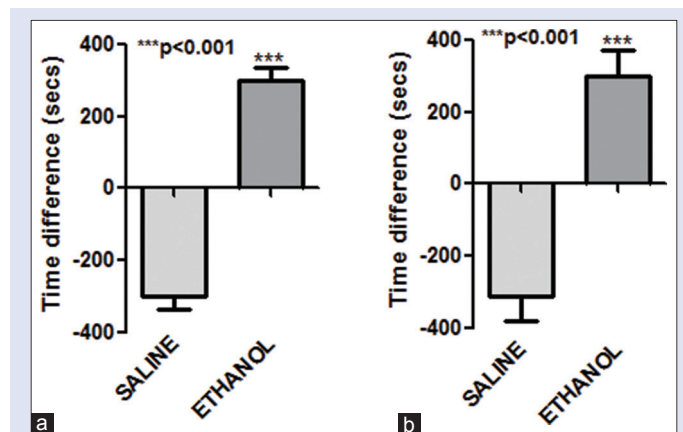 ***p<0.001
***
Time difference (secs)
400
200
0
-200
-400
SALINE
ETHANOL
a
***p<0.001
***
Time difference (secs)
400
200
0
-200
-400
SALINE
ETHANOL
b